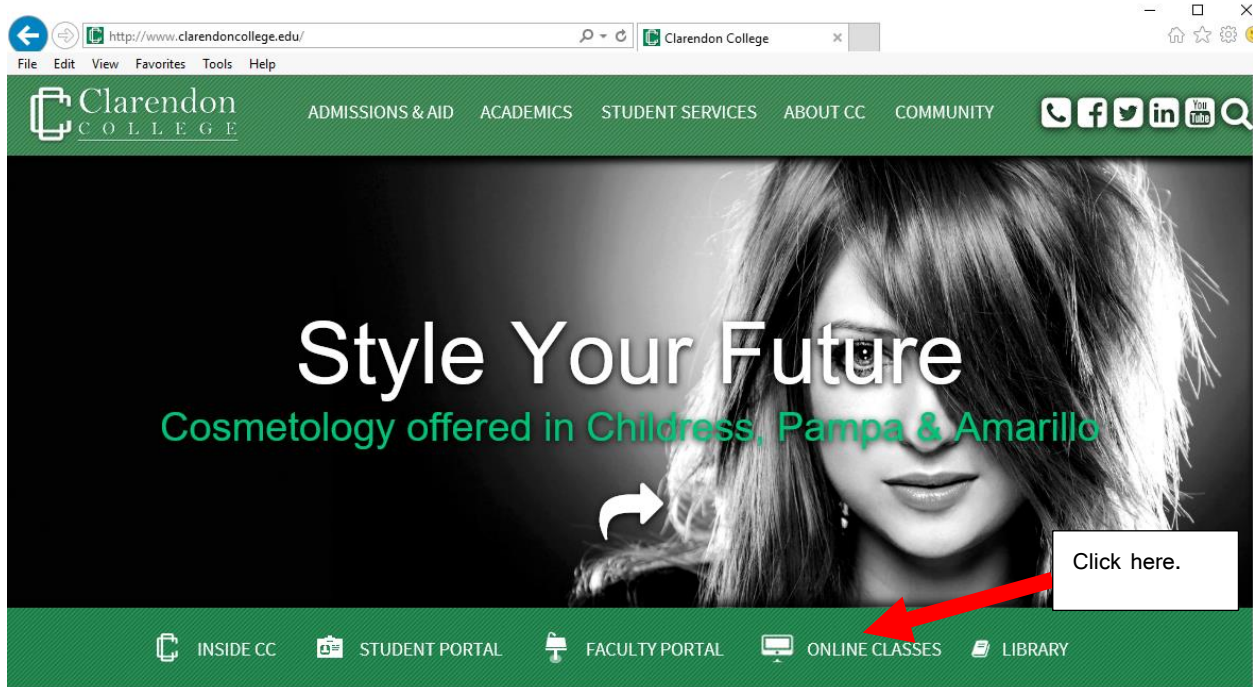 http://www.clarendoncollege.edu/
Clarendon College
File Edit View Favorites Tools Help
Clarendon
COLLEGE
ADMISSIONS & AID ACADEMICS STUDENT SERVICES ABOUT CC COMMUNITY
You
Tube
Style Your Future
Cosmetology offered in Childress, Pampa & Amarillo
Click here.
INSIDE CC STUDENT PORTAL FACULTY PORTAL ONLINE CLASSES LIBRARY